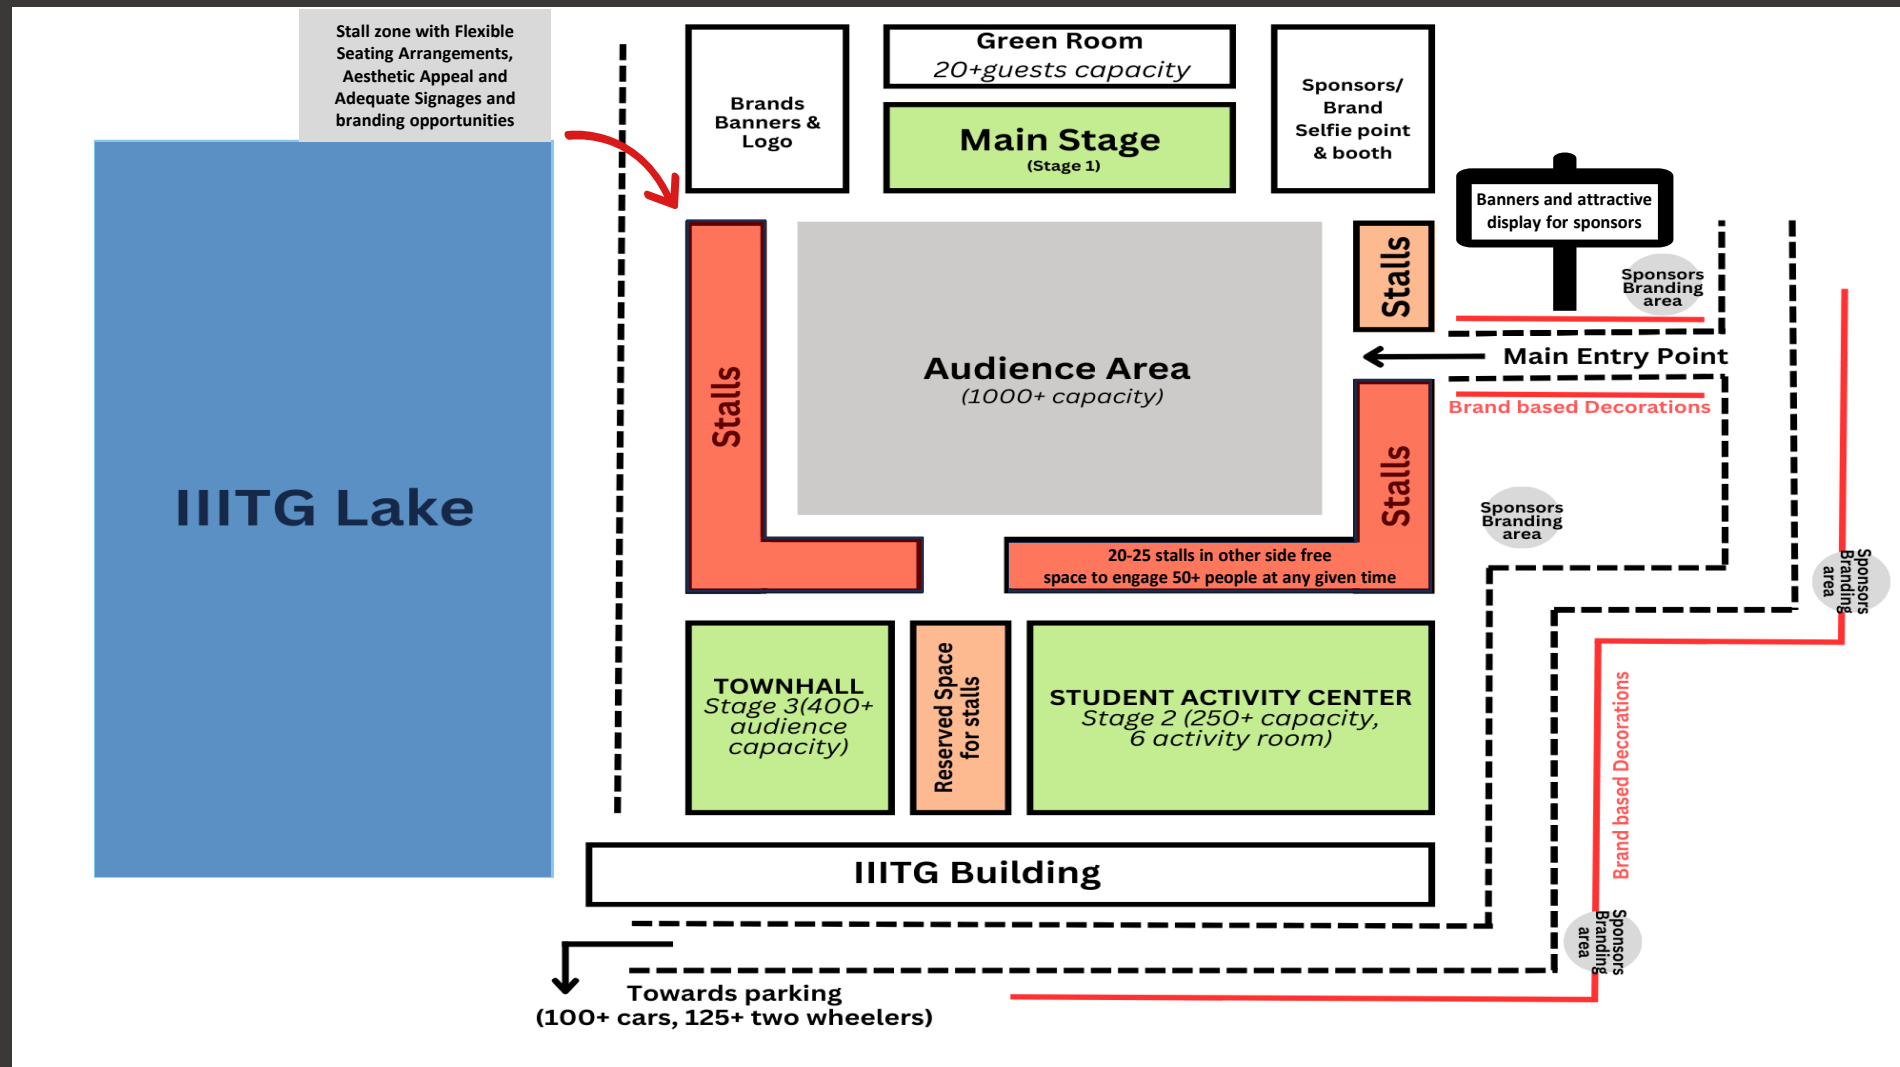 Stall zone with Flexible
Seating Arrangements,
Aesthetic Appeal and
Adequate Signages and
branding opportunities
Brands
Banners &
Logo
Green Room
20+guests capacity
Main Stage
(Stage 1)
Sponsors/
Brand
Selfie point
& booth
Banners and attractive
display for sponsors
Sponsors
Branding
area
Stalls
Main Entry Point
Brand based Decorations
IIITG Lake
Stalls
Audience Area
(1000+ capacity)
Stalls
Sponsors
Branding
area
20-25 stalls in other side free
space to engage 50+ people at any given time
Sponsors
Branding
area
TOWNHALL
Stage 3(400+
audience
capacity)
Reserved Space
for stalls
STUDENT ACTIVITY CENTER
Stage 2 (250+ capacity,
6 activity room)
Brand based Decorations
IIITG Building
Sponsors
Branding
area
Towards parking
(100+ cars, 125+ two wheelers)